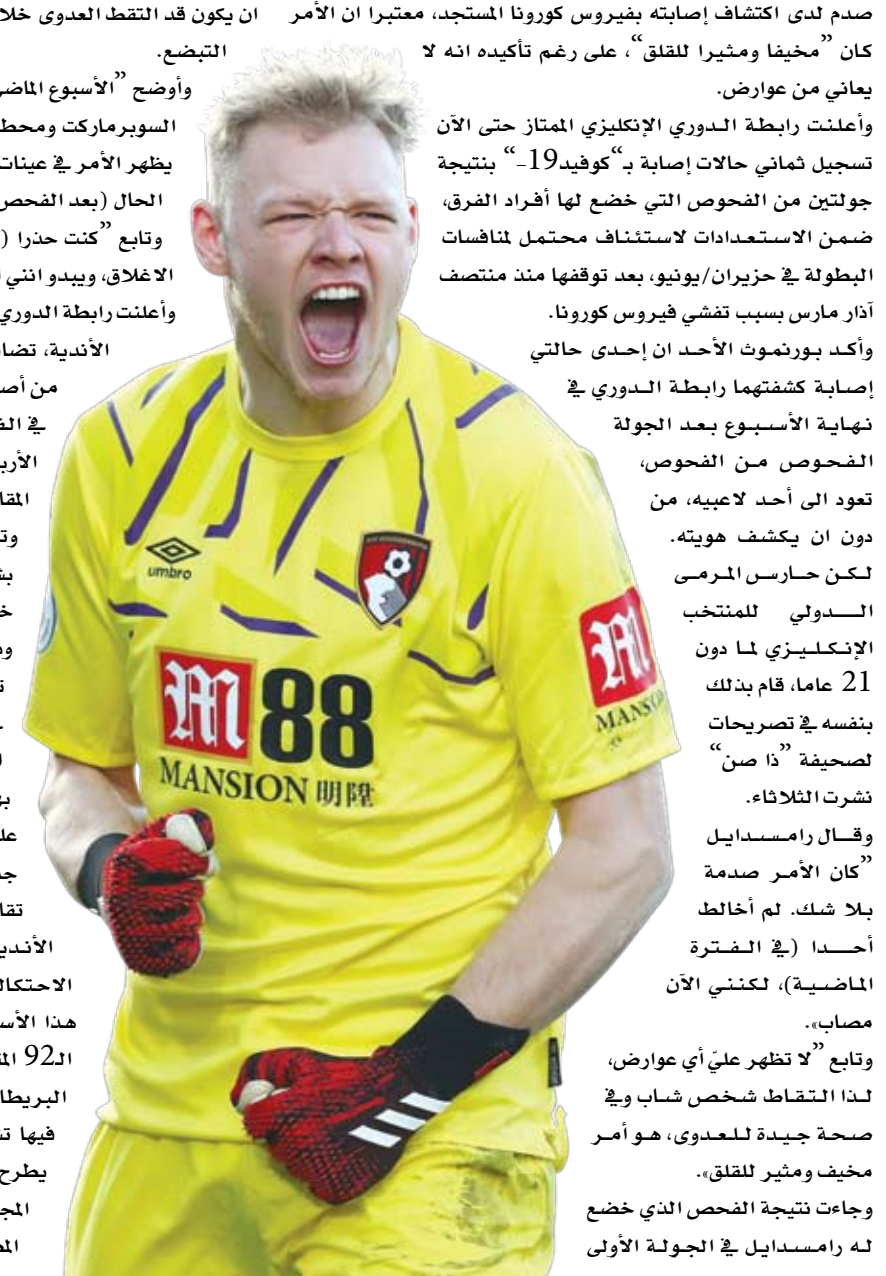 صدم لدى اكتشاف إصابته بفيروس كورونا المستجد، معتبرا ان الأمر
كان ”مخيفا ومثيرا للقلق“، على رغم تأكيده انه لا
يعاني من عوارض.
وأعلنت رابطة الدوري الإنكليزي الممتاز حتى الآن
تسجيل ثماني حالات إصابة بـ“كوفيد19-“ بنتيجة
جولتين من الفحوص التي خضع لها أفراد الفرق،
ضمن الاستعدادات لاستئناف محتمل لمنافسات
البطولة في حزيران/يونيو، بعد توقفها منذ منتصف
آذار مارس بسبب تفشي فيروس كورونا.
وأكد بورنموث الأحد ان إحدى حالتي
إصابة كشفتهما رابطة الدوري في
نهاية الأسبوع بعد الجولة
الفحوص من الفحوص،
تعود الى أحد لاعبيه، من
دون ان يكشف هويته.
لكن حارس المرمى
الدولي للمنتخب
الإنكليزي لما دون
21 عاما، قام بذلك
بنفسه في تصريحات
لصحيفة ”ذا صن“
نشرت الثلاثاء.
وقال رامسدايل
”كان الأمر صدمة
بلا شك. لم أخالط
أحدا (في الفترة
الماضية)، لكنني الآن
مصاب».
وتابع ”لا تظهر عليّ أي عوارض،
لذا التقاط شخص شاب وفي
صحة جيدة للعدوى، هو أمر
مخيف ومثير للقلق».
وجاءت نتيجة الفحص الذي خضع
له رامسدايل في الجولة الأولى
ان يكون قد التقط العدوى
التبضع.
وأوضح ”الأسبوع
السوبرماركت
يظهر الأمر في عينات
الحال (بعد الفحص
وتابع ”كنت حذرا (
الاغلاق، ويبدو انني
وأعلنت رابطة الدوري
الأندية،
من
في
هذا
الـ92
فيها
يطرح
umbro
M88
MANSION 明陞
M